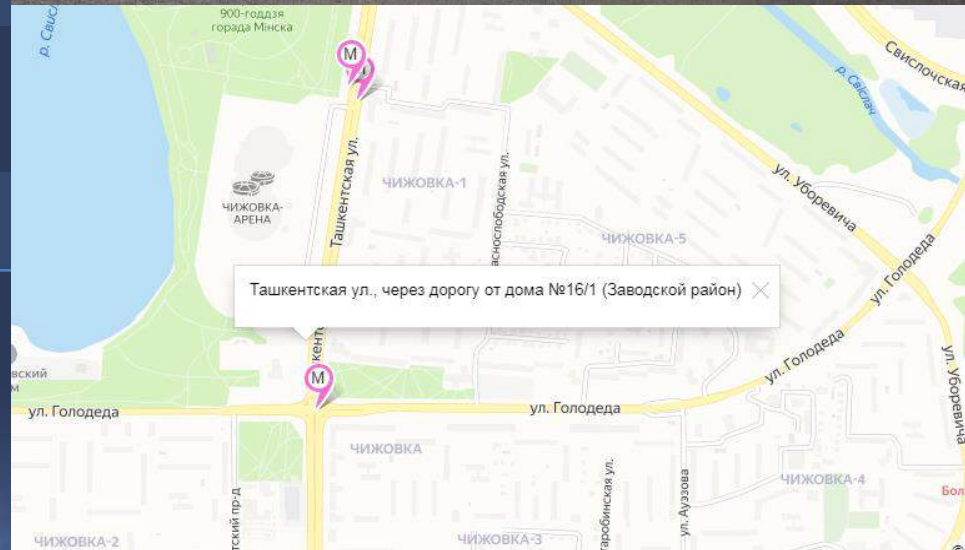 900-годдзя
горада Мінска
р. Свісл
М
Свислочская
р. Свіслач
Ташкентская ул.
ЧИЖОВКА-1
ул. Уборевича
ЧИЖОВКА-
АРЕНА
ЧИЖОВКА-5
ул. Голодеда
Ташкентская ул., через дорогу от дома №16/1 (Заводской район)
ул. Голодеда
М
ул. Уборевича
ул. Голодеда
ул. Голодеда
ЧИЖОВКА
ЧИЖОВКА-4
ул. Ауэзова
ЧИЖОВКА-2
ЧИЖОВКА-3